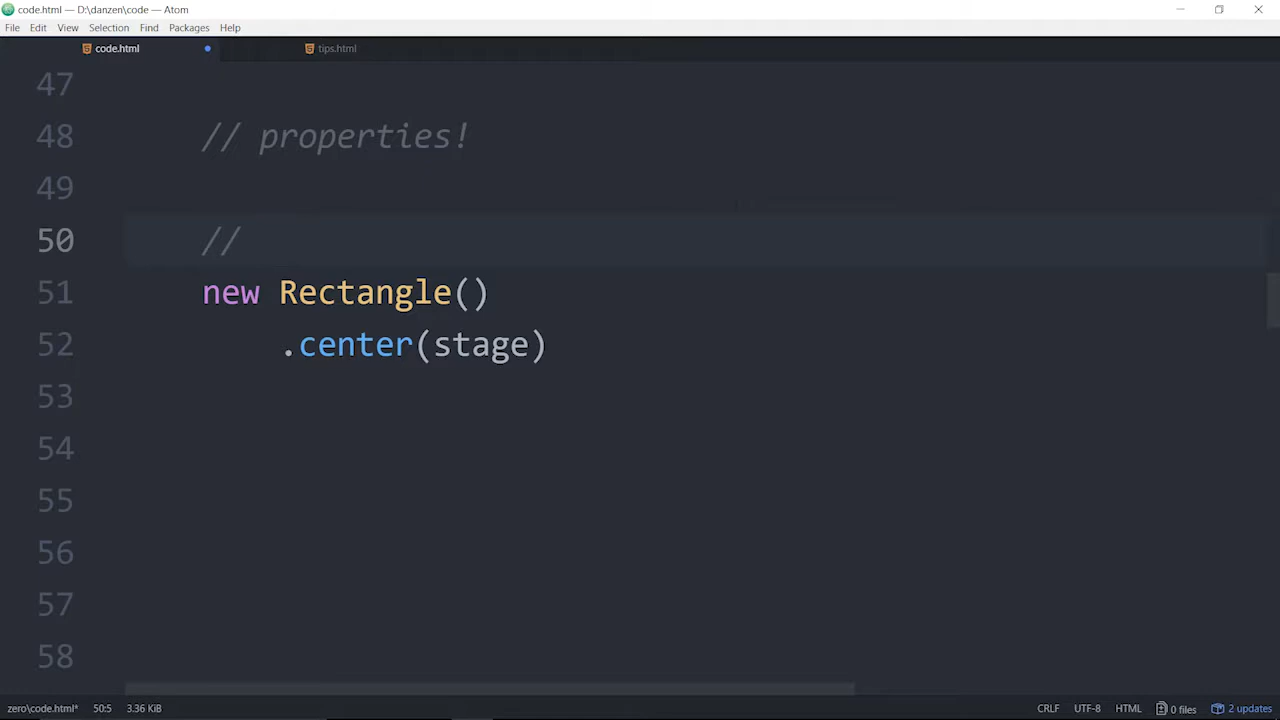 code.html — D:\danzen\code — Atom
File Edit View Selection Find Packages Help
code.html tips.html
47
48 // properties!
49
50 //
51 new Rectangle()
52 .center(stage)
53
54
55
56
57
58
zero\code.html* 50:5 3.36 KiB CRLF UTF-8 HTML 0 files 2 updates